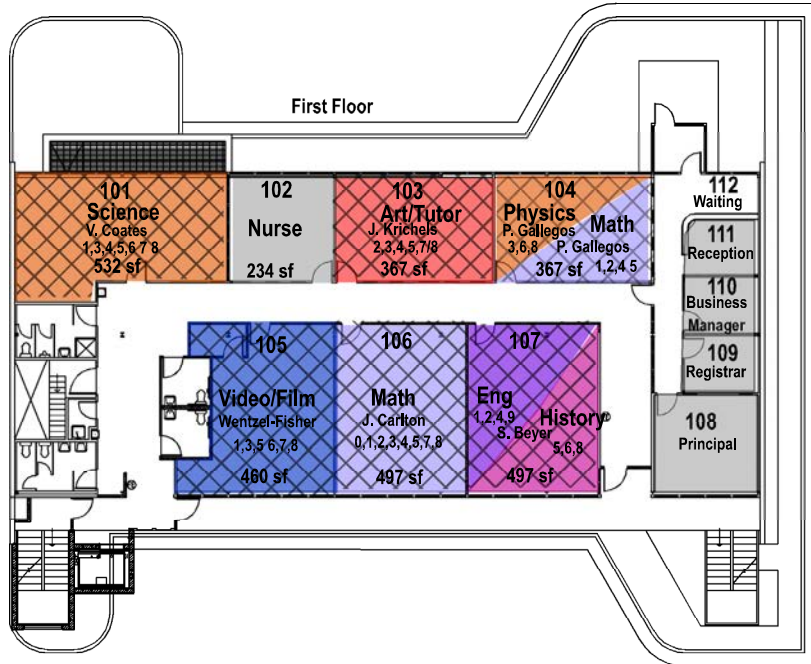 First Floor
101
Science
V. Coates
1,3,4,5,6 7 8
532 sf
102
Nurse
234 sf
103
Art/Tutor
J. Krichels
2,3,4,5,7/8
367 sf
104
Physics
P. Gallegos
3,6,8
Math
P. Gallegos
367 sf
1,2,4 5
112
Waiting
111
Reception
110
Business
Manager
109
Registrar
108
Principal
105
Video/Film
Wentzel-Fisher
1,3,5 6,7,8
460 sf
106
Math
J. Carlton
0,1,2,3,4,5,7,8
497 sf
107
Eng
1,2,4,9
S. Beyer
History
5,6,8
497 sf